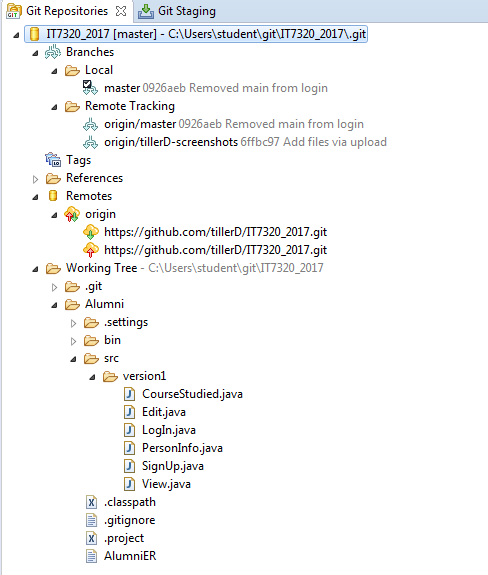 Git Repositories Git Staging
IT7320_2017 [master] - C:\Users\student\git\IT7320_2017\.git
Branches
Local
master 0926aeb Removed main from login
Remote Tracking
origin/master 0926aeb Removed main from login
origin/tillerD-screenshots 6ffbc97 Add files via upload
Tags
References
Remotes
origin
https://github.com/tillerD/IT7320_2017.git
https://github.com/tillerD/IT7320_2017.git
Working Tree - C:\Users\student\git\IT7320_2017
.git
Alumni
.settings
bin
src
version1
CourseStudied.java
Edit.java
LogIn.java
PersonInfo.java
SignUp.java
View.java
.classpath
.gitignore
.project
AlumniER